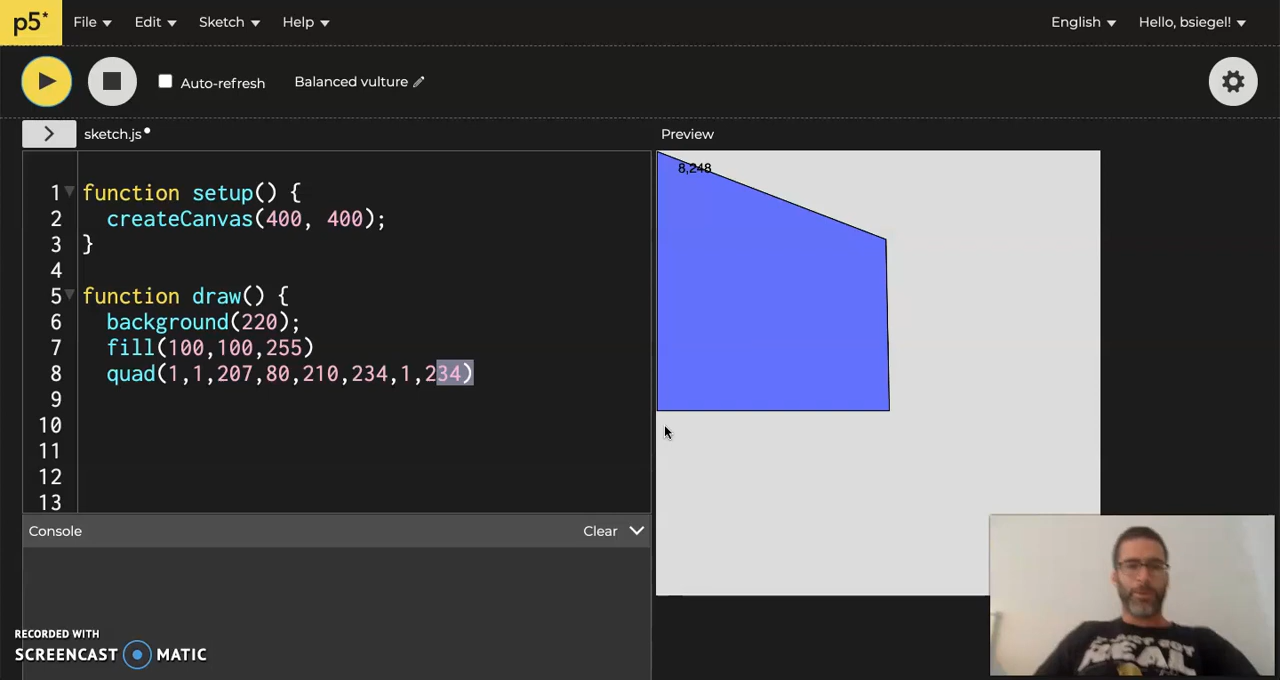 p5* File Edit Sketch Help English Hello, bsiegel!
Auto-refresh Balanced vulture
> sketch.js Preview
1 function setup() {
2 createCanvas(400, 400);
3 }
4
5 function draw() {
6 background(220);
7 fill(100,100,255)
8 quad(1,1,207,80,210,234,1,234)
9
10
11
12
13
8,248
Console Clear
RECORDED WITH
SCREENCAST MATIC
REAL